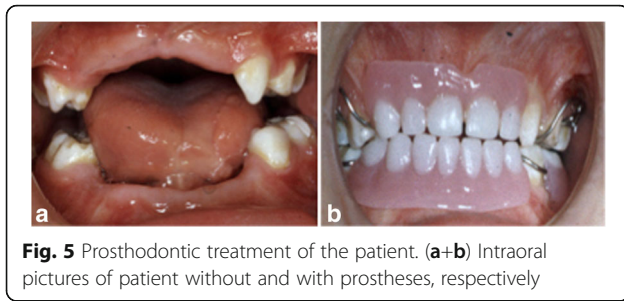 a
b
Fig. 5 Prosthodontic treatment of the patient. (a+b) Intraoral
pictures of patient without and with prostheses, respectively